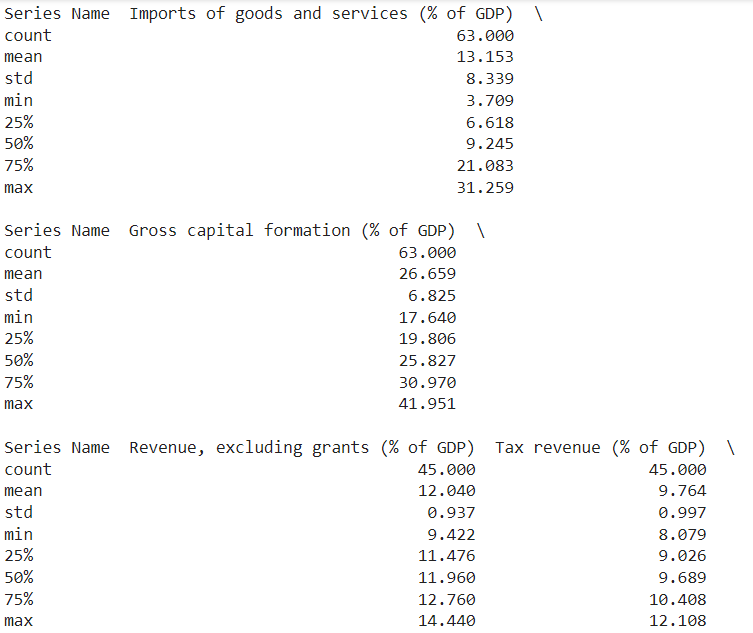 Series Name  Imports of goods and services (% of GDP)  \
count                                         63.000
mean                                          13.153
std                                            8.339
min                                            3.709
25%                                            6.618
50%                                            9.245
75%                                           21.083
max                                           31.259

Series Name  Gross capital formation (% of GDP)  \
count                                   63.000
mean                                    26.659
std                                      6.825
min                                     17.640
25%                                     19.806
50%                                     25.827
75%                                     30.970
max                                     41.951

Series Name  Revenue, excluding grants (% of GDP)  Tax revenue (% of GDP)  \
count                                     45.000                  45.000
mean                                      12.040                   9.764
std                                        0.937                   0.997
min                                        9.422                   8.079
25%                                       11.476                   9.026
50%                                       11.960                   9.689
75%                                       12.760                  10.408
max                                       14.440                  12.108